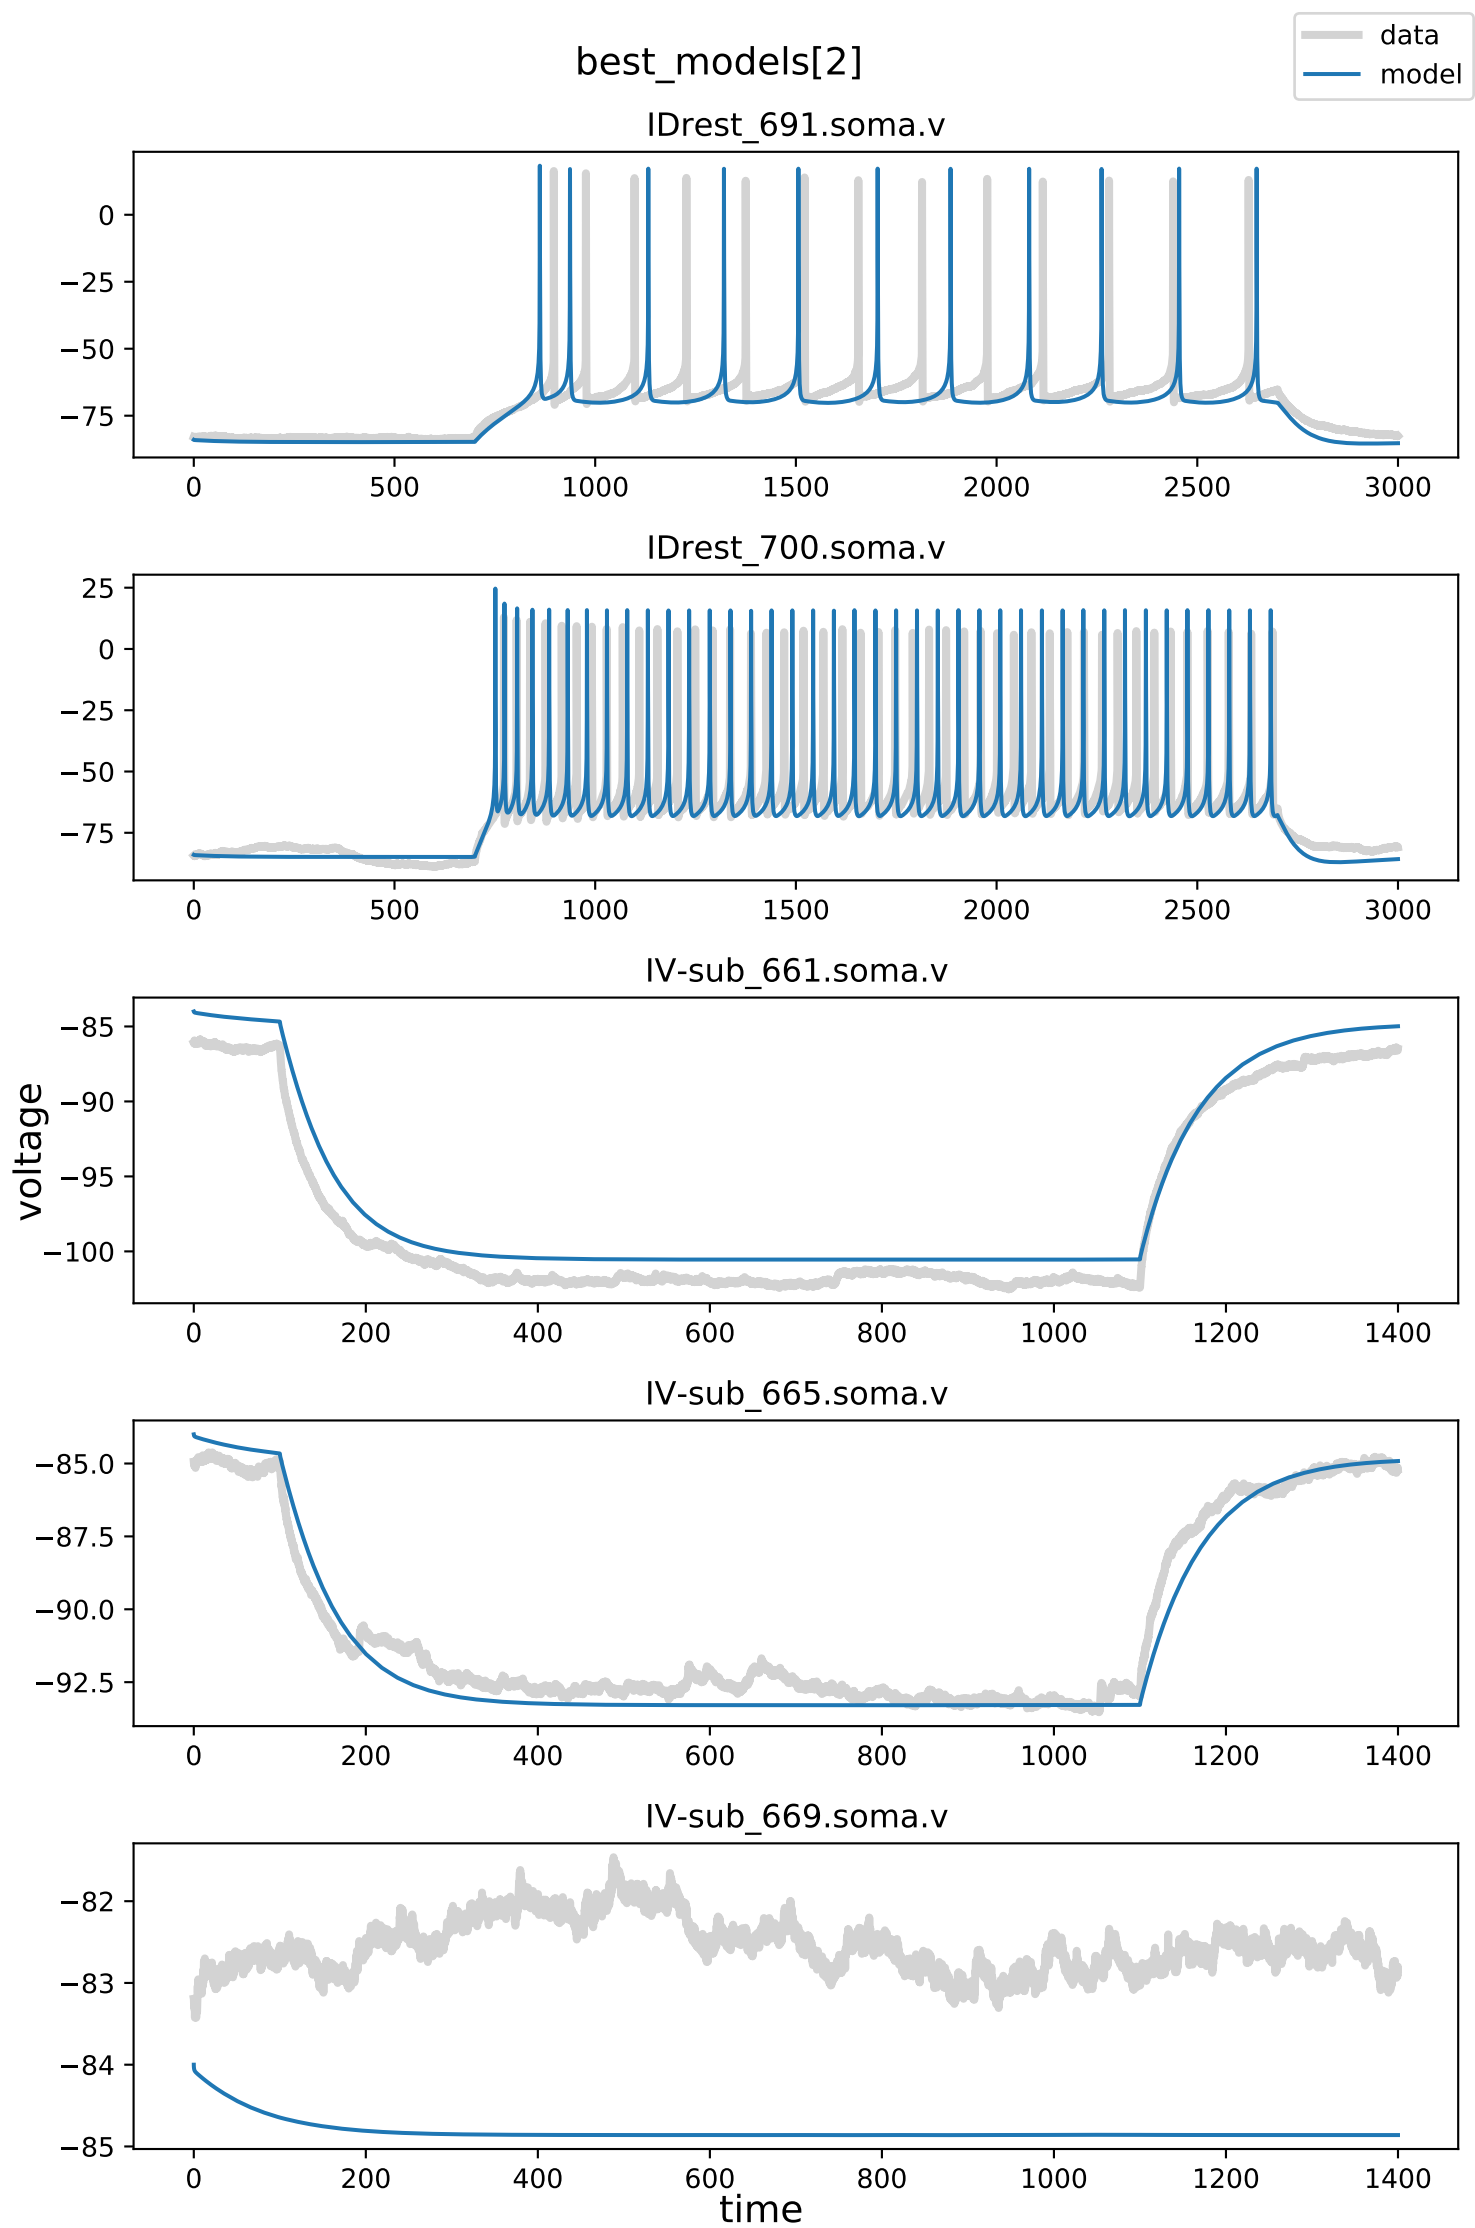 data
model
best_models[2]
IDrest_691.soma.v
0
−25
−50
−75
0 500 1000 1500 2000 2500 3000
IDrest_700.soma.v
25
0
−25
−50
−75
0 500 1000 1500 2000 2500 3000
IV-sub_661.soma.v
−85
−90
−95
−100
voltage
0 200 400 600 800 1000 1200 1400
IV-sub_665.soma.v
−85.0
−87.5
−90.0
−92.5
0 200 400 600 800 1000 1200 1400
IV-sub_669.soma.v
−82
−83
−84
−85
0 200 400 600 800 1000 1200 1400
time